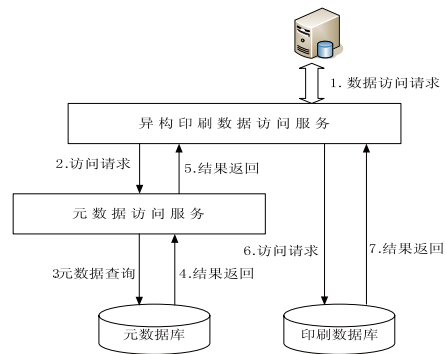 1. 数据访问请求
异构印刷数据访问服务
2.访问请求
5.结果返回
元数据访问服务
6.访问请求
7.结果返回
3元数据查询
4.结果返回
元数据库
印刷数据库